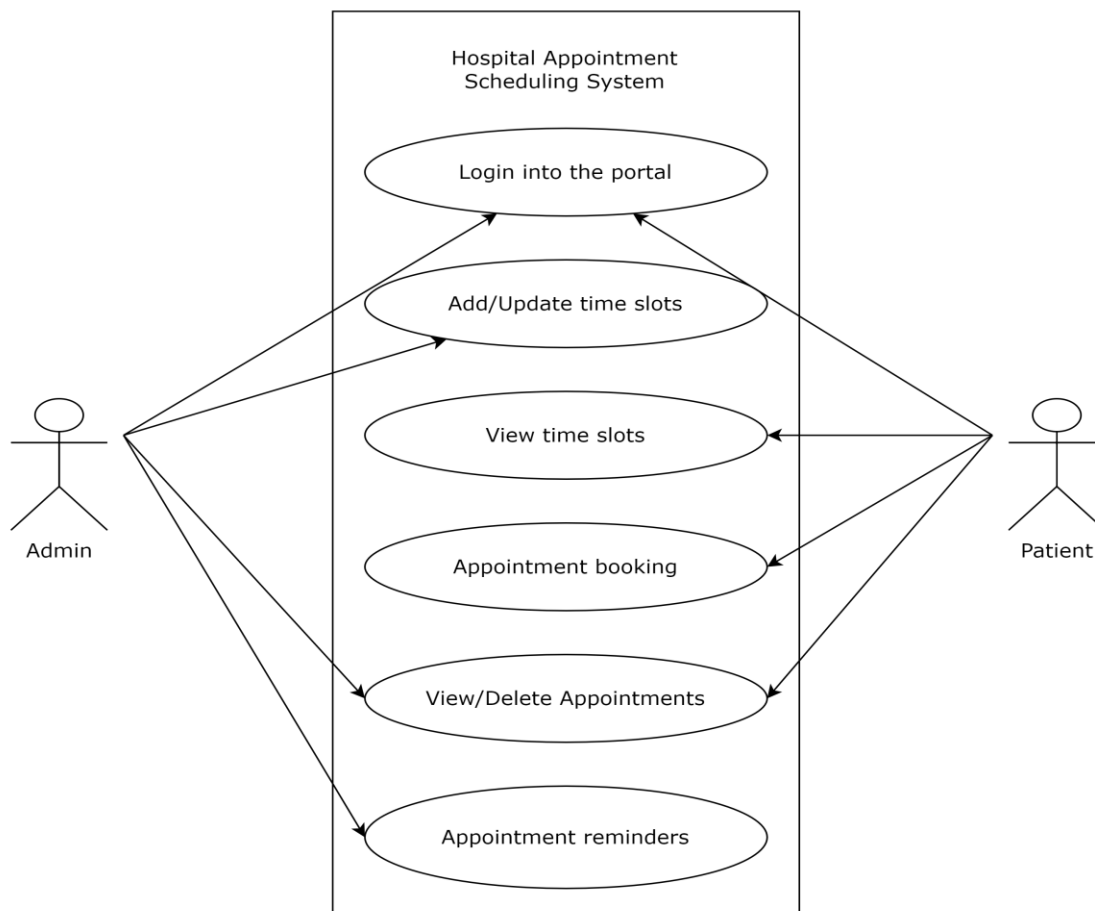 Hospital Appointment
Scheduling System
Login into the portal
Add/Update time slots
View time slots
Appointment booking
View/Delete Appointments
Appointment reminders
Admin
Patient